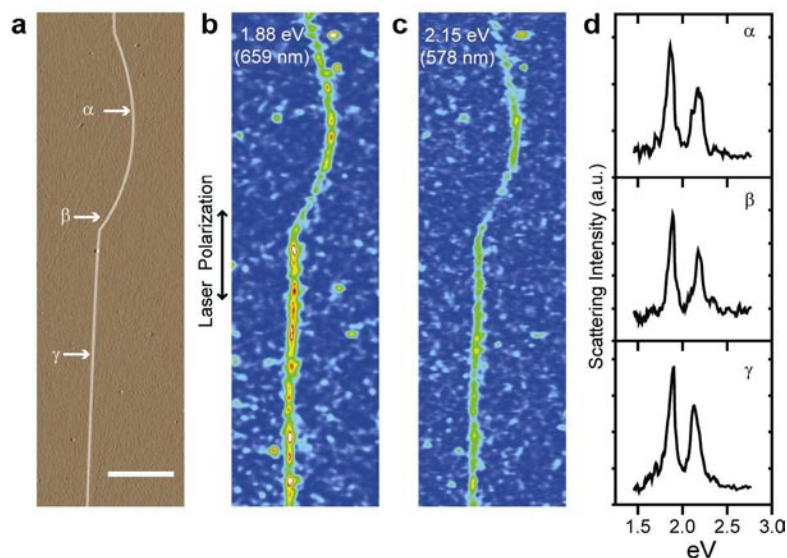 a
α
β
γ
b
1.88 eV
(659 nm)
Laser Polarization
c
2.15 eV
(578 nm)
d
Scattering Intensity (a.u.)
α
β
γ
1.5 2.0 2.5 3.0
eV